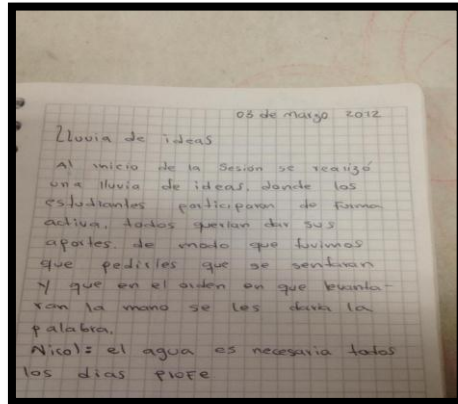 03 de marzo 2012
Lluvia de ideas
Al inicio de la sesión se realizó
una lluvia de ideas, donde los
estudiantes participaron de forma
activa, todos querían dar sus
aportes, de modo que tuvimos
que pedirles que se sentaran
y que en el orden en que levanta-
ran la mano se les daria la
palabra.
Nicol: el agua es necesaria todos
los dias profe